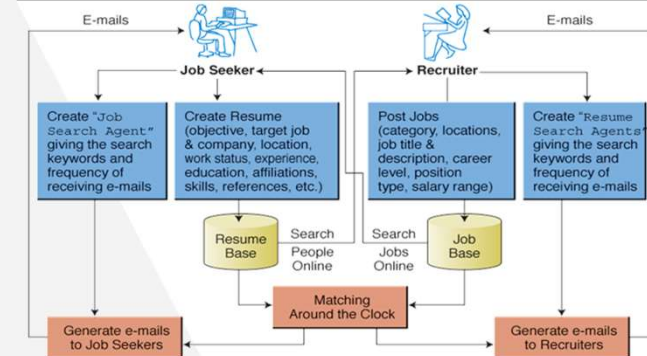 E-mails
E-mails
Job Seeker
Recruiter
Create "Job
Search Agent"
giving the search
keywords and
frequency of
receiving e-mails
Create Resume
(objective, target job
& company, location,
work status, experience,
education, affiliations,
skills, references, etc.)
Post Jobs
(category, locations,
job title &
description, career
level, position
type, salary range)
Create "Resume
Search Agents"
giving the search
keywords and
frequency of
receiving e-mails
Resume
Base
Search
People
Online
Search
Jobs
Online
Job
Base
Matching
Around the Clock
Generate e-mails
to Job Seekers
Generate e-mails
to Recruiters